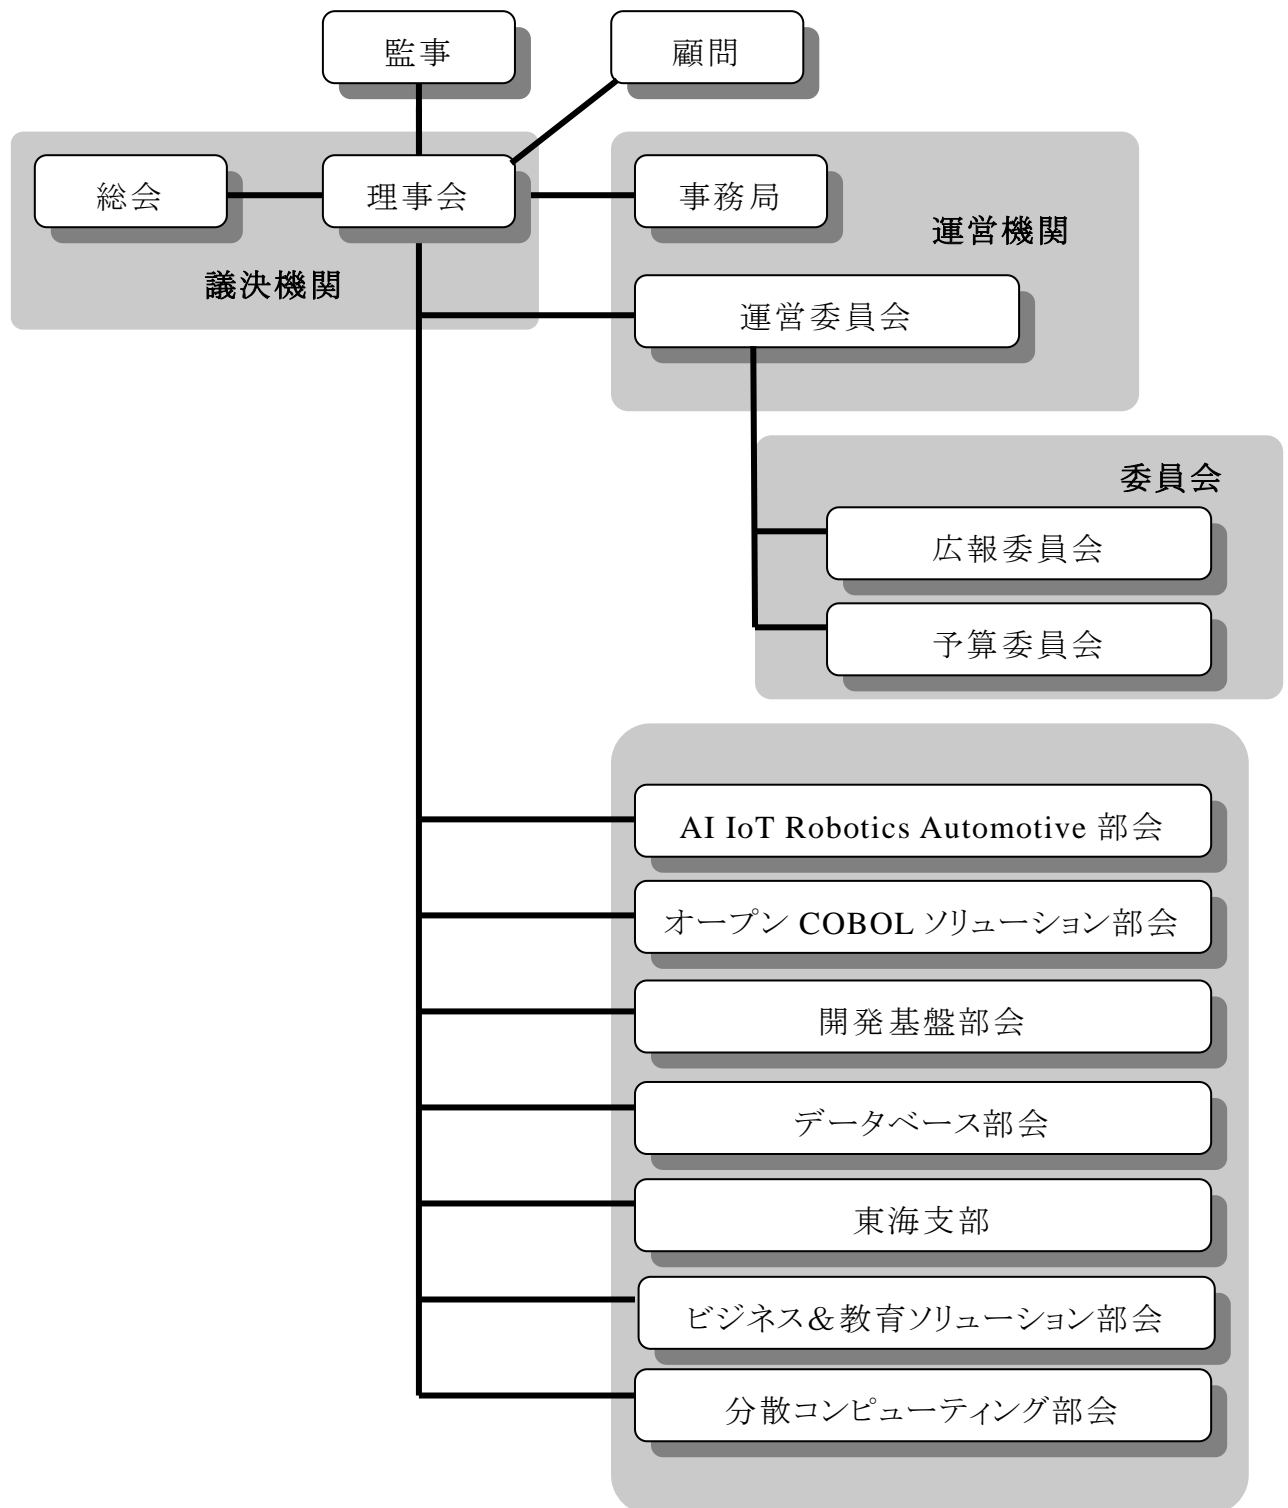 監事
顧問
総会
理事会
事務局
運営機関
議決機関
運営委員会
委員会
広報委員会
予算委員会
AI IoT Robotics Automotive 部会
オープン COBOL ソリューション部会
開発基盤部会
データベース部会
東海支部
ビジネス＆教育ソリューション部会
分散コンピューティング部会